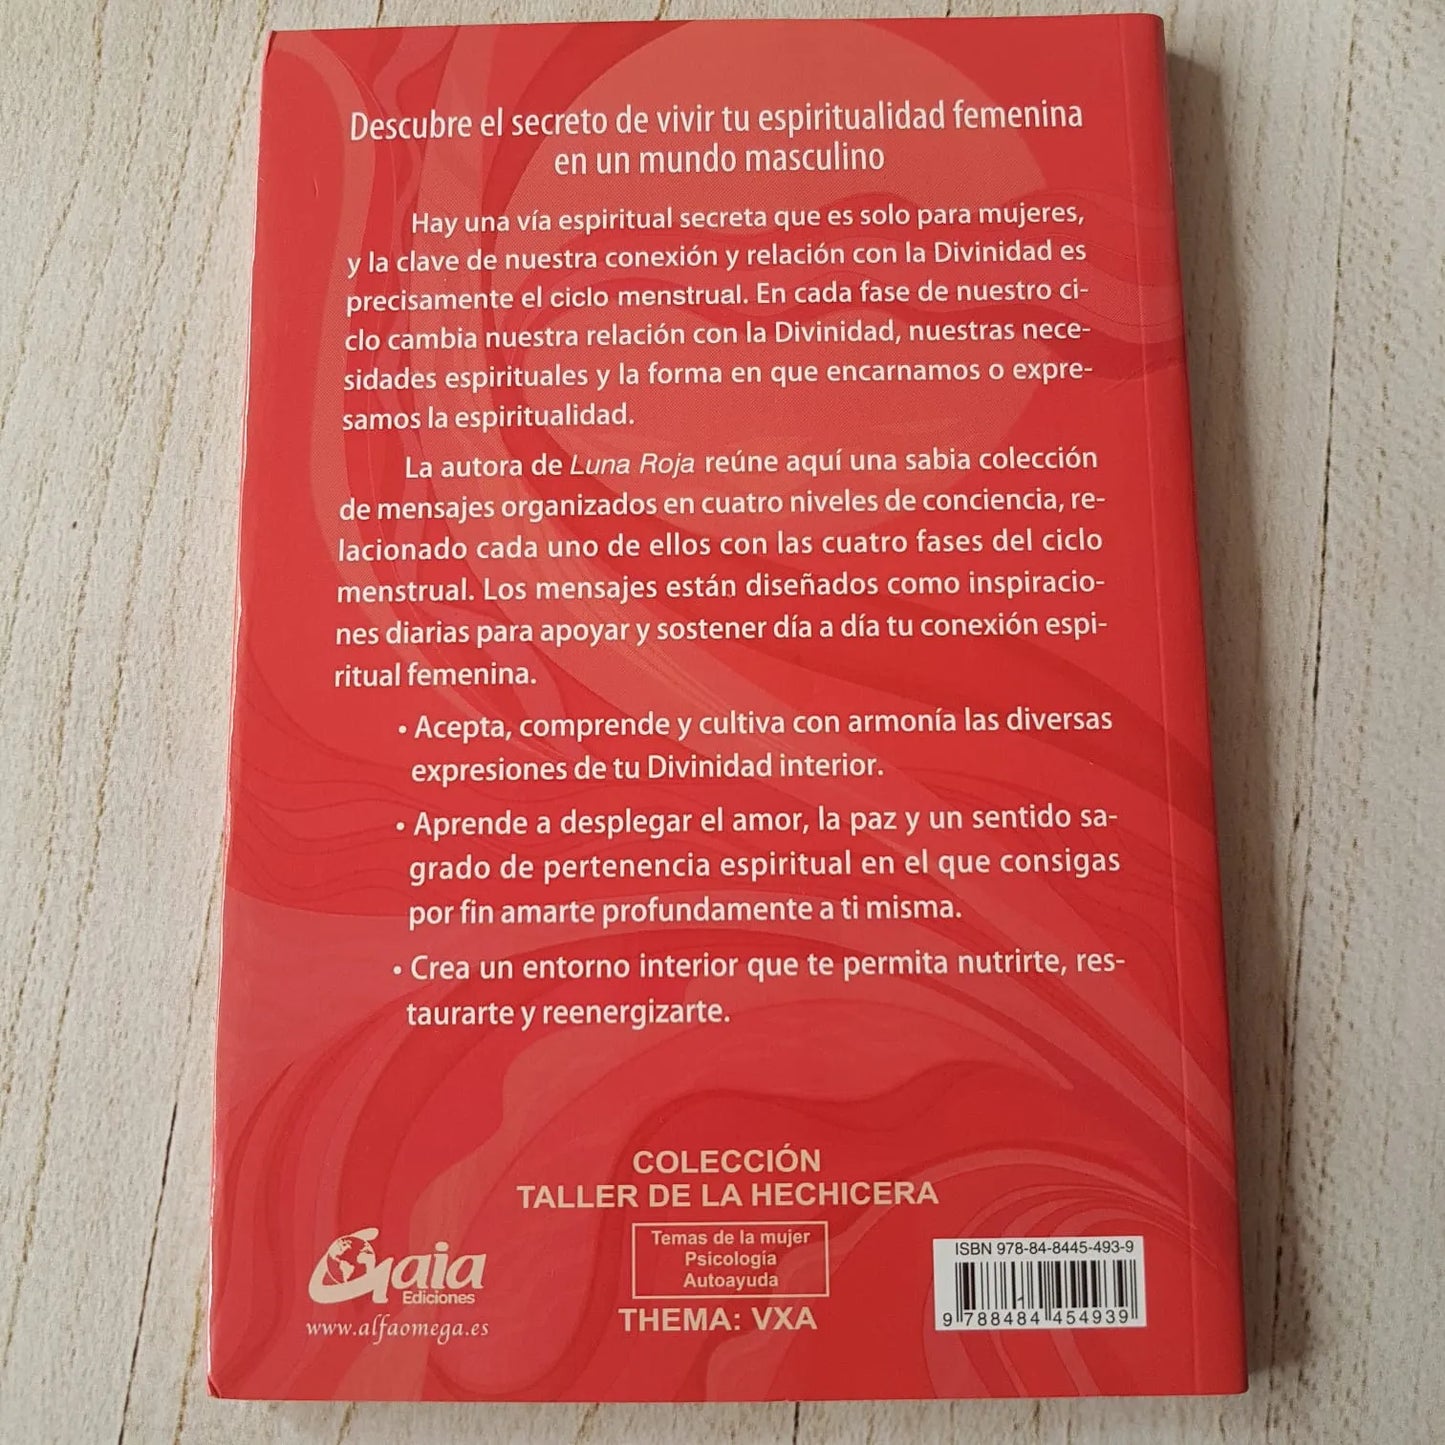 Descubre el secreto de vivir tu espiritualidad femenina
en un mundo masculino
Hay una vía espiritual secreta que es solo para mujeres,
y la clave de nuestra conexión y relación con la Divinidad es
precisamente el ciclo menstrual. En cada fase de nuestro ci-
clo cambia nuestra relación con la Divinidad, nuestras nece-
sidades espirituales y la forma en que encarnamos o expre-
samos la espiritualidad.
La autora de Luna Roja reúne aquí una sabia colección
de mensajes organizados en cuatro niveles de conciencia, re-
lacionado cada uno de ellos con las cuatro fases del ciclo
menstrual. Los mensajes están diseñados como inspiracio-
nes diarias para apoyar y sostener día a día tu conexión espi-
ritual femenina.
• Acepta, comprende y cultiva con armonía las diversas
expresiones de tu Divinidad interior.
• Aprende a desplegar el amor, la paz y un sentido sa-
grado de pertenencia espiritual en el que consigas
por fin amarte profundamente a ti misma.
• Crea un entorno interior que te permita nutrirte, res-
taurarte y reenergizarte.
COLECCIÓN
TALLER DE LA HECHICERA
Temas de la mujer
Psicología
Autoayuda
THEMA: VXA
Gaia
Ediciones
www.alfaomega.es
ISBN 978-84-8445-493-9
9 788484 454939